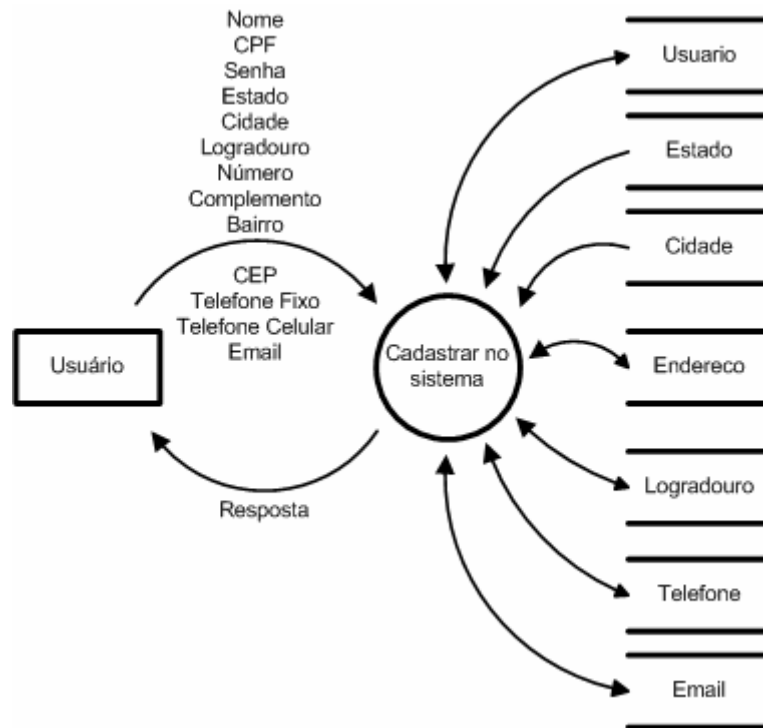 Nome
CPF
Senha
Estado
Cidade
Logradouro
Número
Complemento
Bairro
CEP
Telefone Fixo
Telefone Celular
Email
Usuário
Resposta
Cadastrar no
sistema
Usuario
Estado
Cidade
Endereco
Logradouro
Telefone
Email